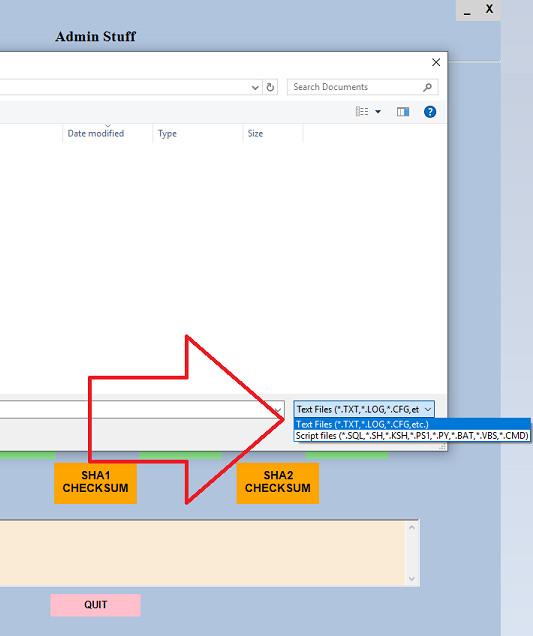 _ X
Admin Stuff
Search Documents
?
Date modified Type Size
Text Files (*.TXT,*.LOG,*.CFG,et
Text Files (*.TXT,*.LOG,*.CFG,etc.)
Script files (*.SQL,*.SH,*.KSH,*.PS1,*.PY,*.BAT,*.VBS,*.CMD)
SHA1
CHECKSUM
SHA2
CHECKSUM
QUIT